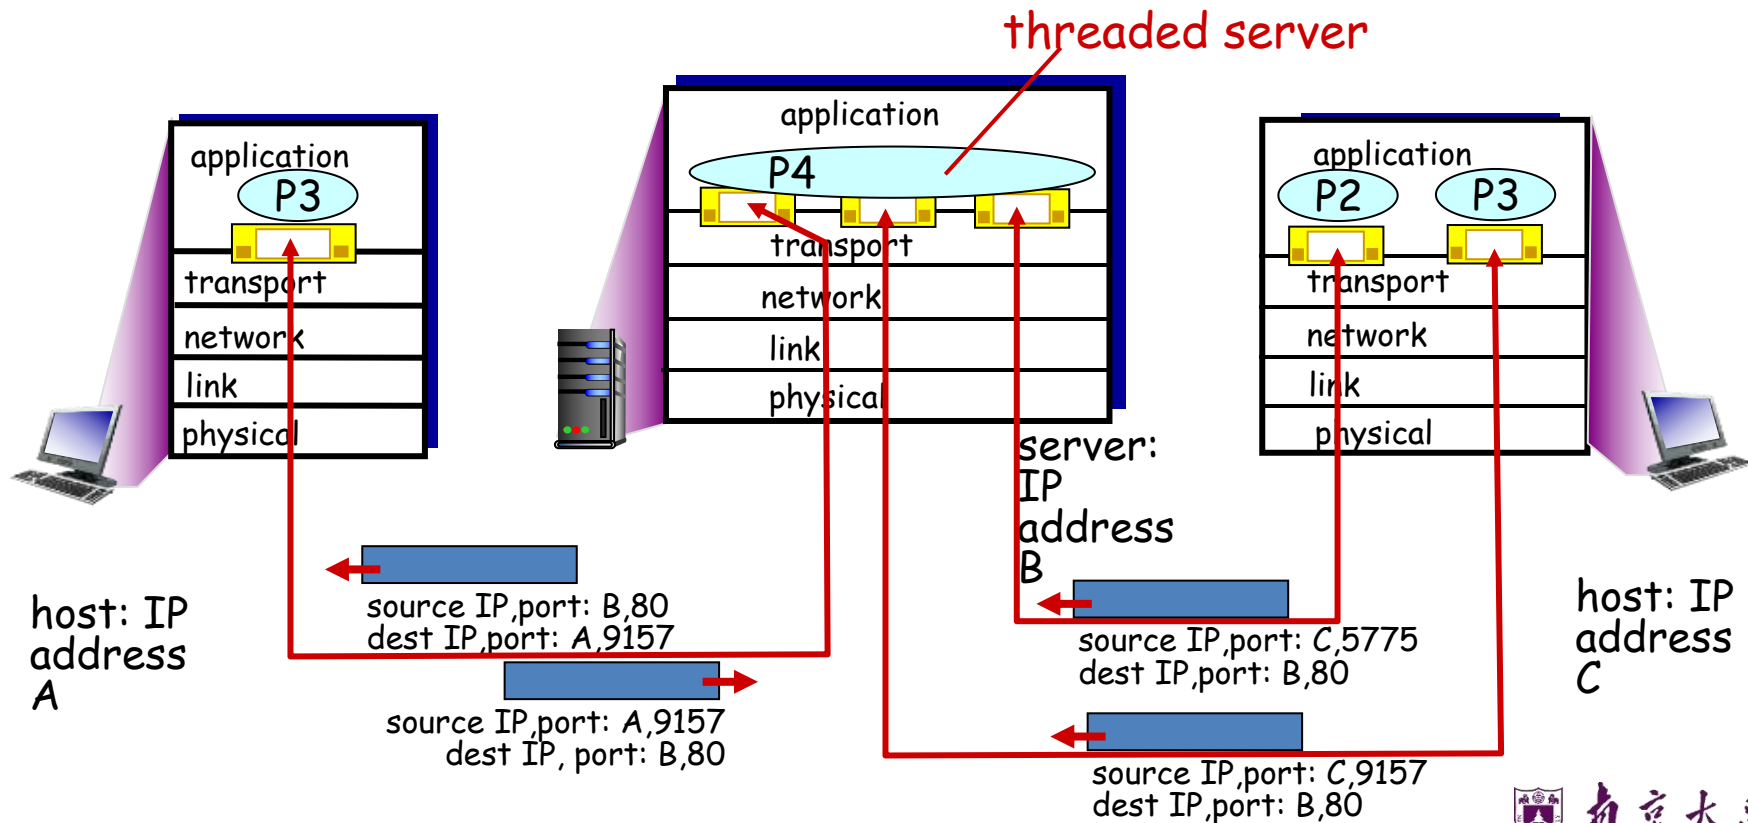 threaded server
application
P3
transport
network
link
physical
application
P4
transport
network
link
physical
application
P2
P3
transport
network
link
physical
server:
IP
address
B
host: IP
address
A
source IP,port: B,80
dest IP,port: A,9157
source IP,port: A,9157
dest IP, port: B,80
source IP,port: C,5775
dest IP,port: B,80
source IP,port: C,9157
dest IP,port: B,80
host: IP
address
C
南京大